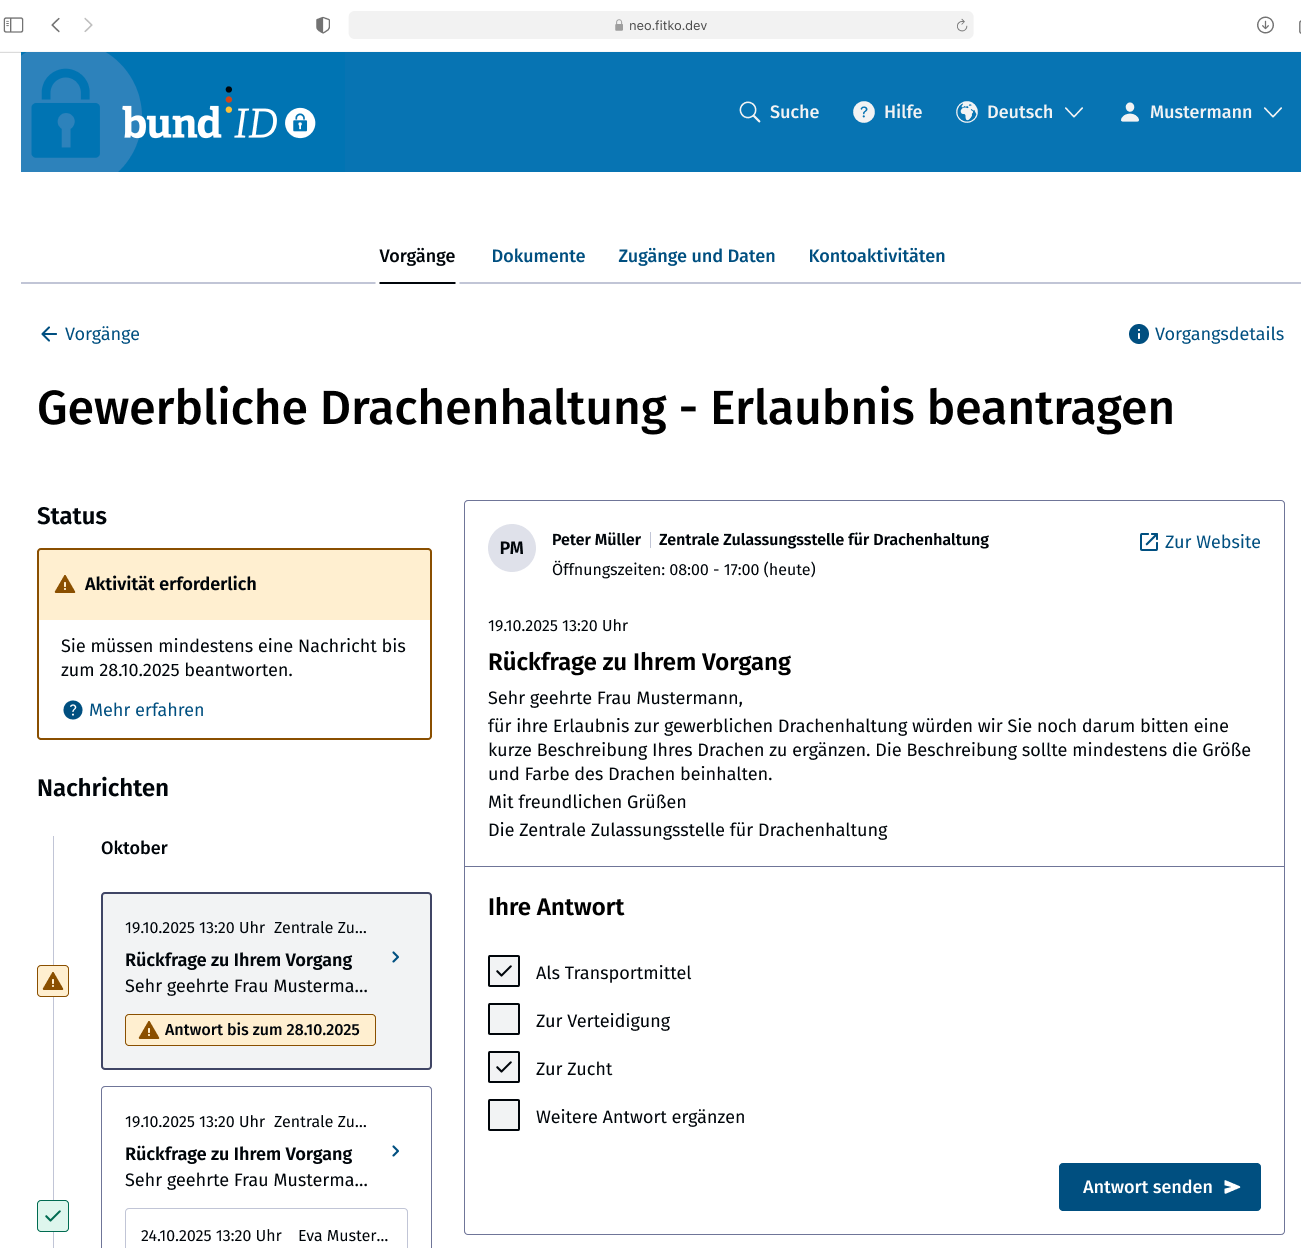 neo.fitko.dev
bund ID
Suche
Hilfe
Deutsch
Mustermann
Vorgänge
Dokumente
Zugänge und Daten
Kontoaktivitäten
Vorgänge
Vorgangsdetails
Gewerbliche Drachenhaltung - Erlaubnis beantragen
Status
Aktivität erforderlich
Sie müssen mindestens eine Nachricht bis
zum 28.10.2025 beantworten.
Mehr erfahren
Nachrichten
Oktober
19.10.2025 13:20 Uhr Zentrale Zu...
Rückfrage zu Ihrem Vorgang
Sehr geehrte Frau Musterma...
Antwort bis zum 28.10.2025
19.10.2025 13:20 Uhr Zentrale Zu...
Rückfrage zu Ihrem Vorgang
Sehr geehrte Frau Musterma...
24.10.2025 13:20 Uhr Eva Muster...
PM
Peter Müller
Zentrale Zulassungsstelle für Drachenhaltung
Öffnungszeiten: 08:00 - 17:00 (heute)
Zur Website
19.10.2025 13:20 Uhr
Rückfrage zu Ihrem Vorgang
Sehr geehrte Frau Mustermann,
für ihre Erlaubnis zur gewerblichen Drachenhaltung würden wir Sie noch darum bitten eine
kurze Beschreibung Ihres Drachen zu ergänzen. Die Beschreibung sollte mindestens die Größe
und Farbe des Drachen beinhalten.
Mit freundlichen Grüßen
Die Zentrale Zulassungsstelle für Drachenhaltung
Ihre Antwort
Als Transportmittel
Zur Verteidigung
Zur Zucht
Weitere Antwort ergänzen
Antwort senden